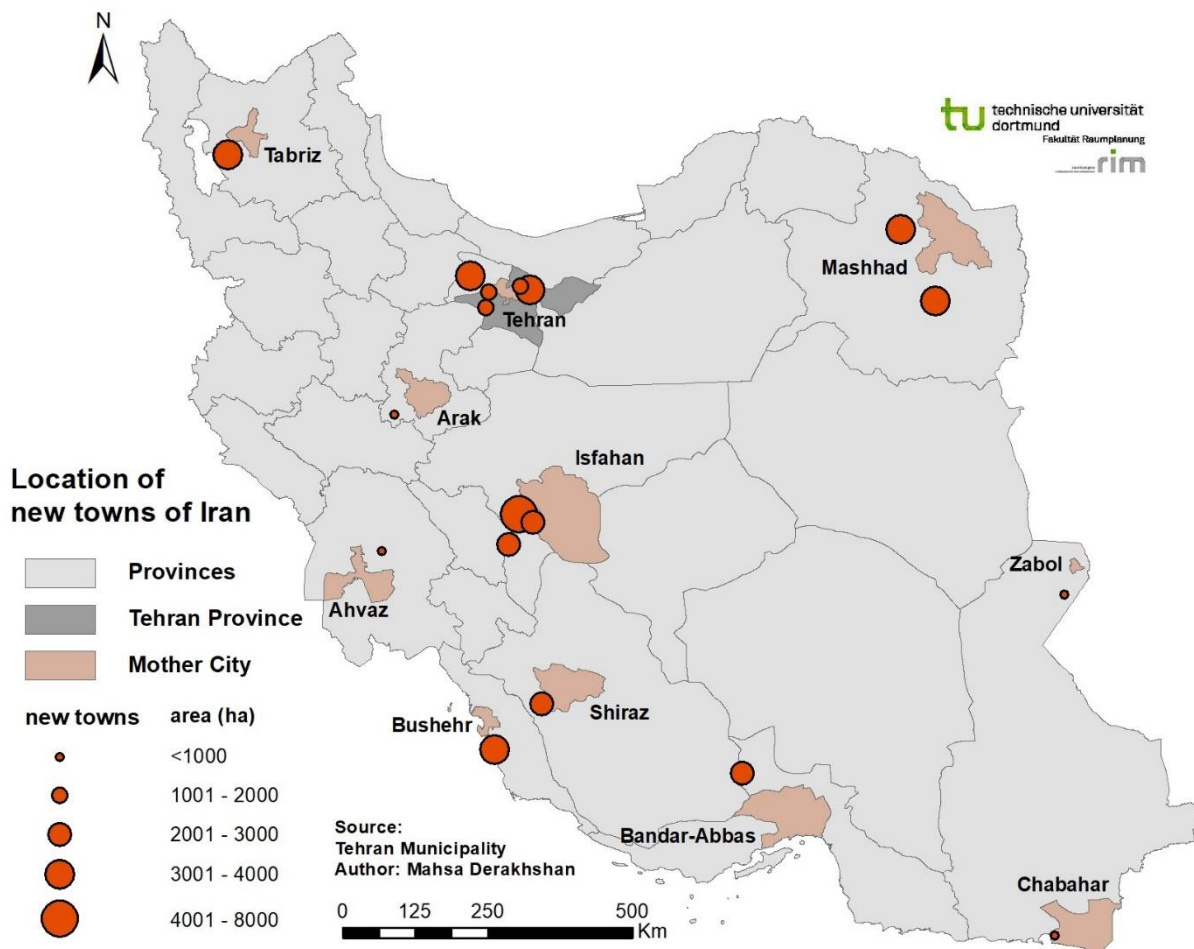 N
technische universität
dortmund
Fakultät Raumplanung
rim
Tabriz
Mashhad
Tehran
Arak
Isfahan
Location of
new towns of Iran
Provinces
Tehran Province
Mother City
new towns area (ha)
<1000
1001 - 2000
2001 - 3000
3001 - 4000
4001 - 8000
Zabol
Ahvaz
Shiraz
Bushehr
Bandar-Abbas
Chabahar
Source:
Tehran Municipality
Author: Mahsa Derakhshan
0 125 250 500
Km